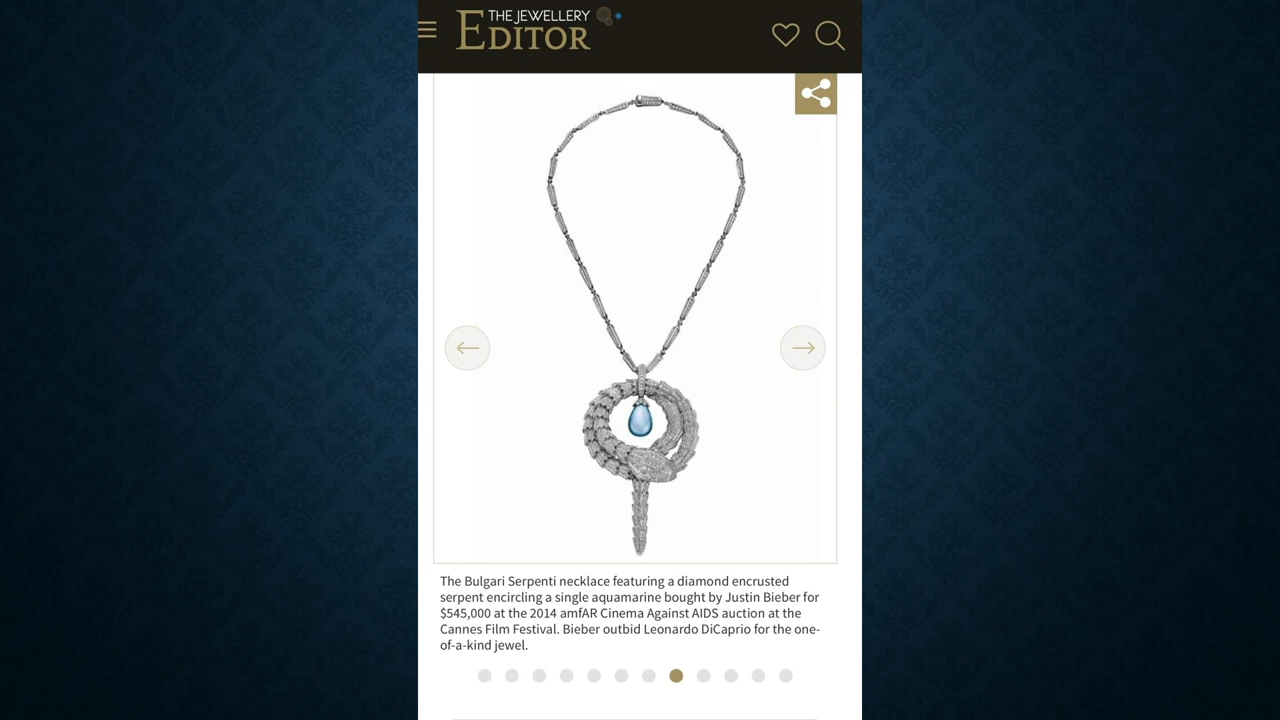 THE JEWELLERY
EDITOR
The Bulgari Serpenti necklace featuring a diamond encrusted
serpent encircling a single aquamarine bought by Justin Bieber for
$545,000 at the 2014 amfAR Cinema Against AIDS auction at the
Cannes Film Festival. Bieber outbid Leonardo DiCaprio for the one-
of-a-kind jewel.